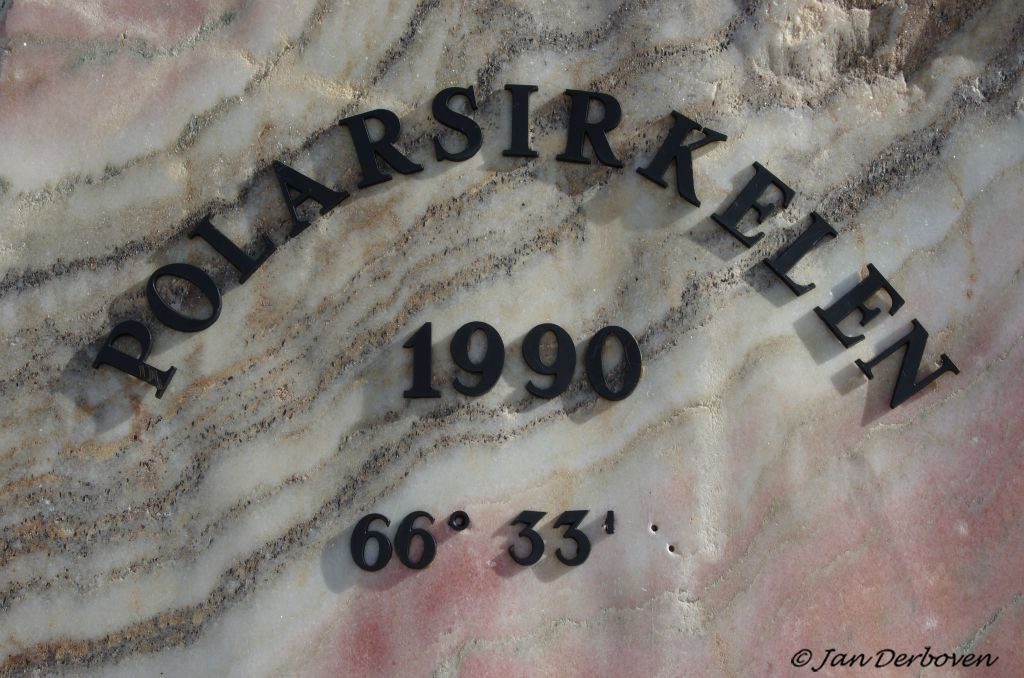 POLARSIRKELEN
1990
66° 33'
© Jan Derboven